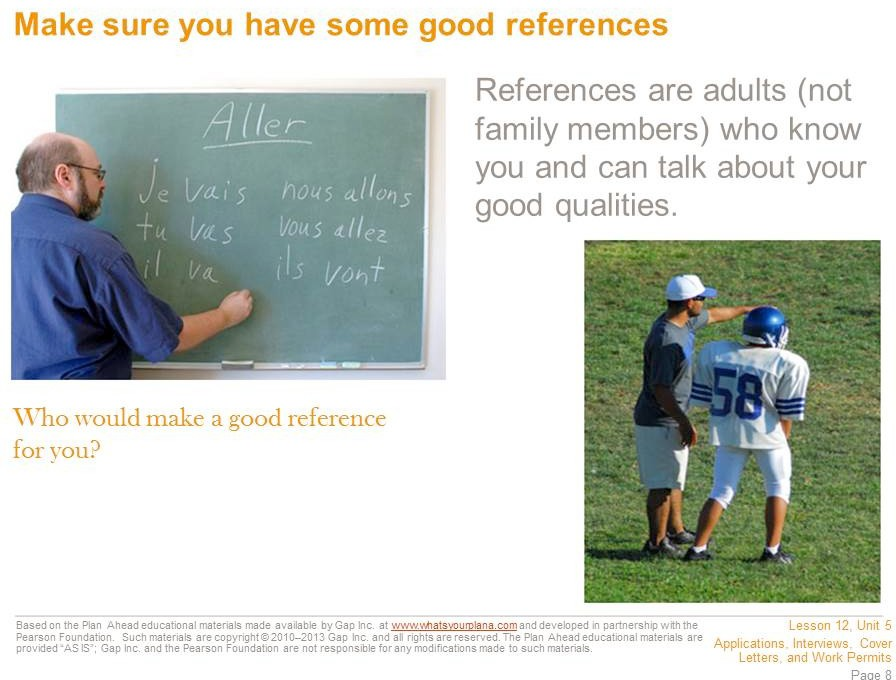 Make sure you have some good references
Aller
je vais nous allons
tu vas vous allez
il va ils vont
References are adults (not
family members) who know
you and can talk about your
good qualities.
58
Who would make a good reference
for you?
Based on the Plan Ahead educational materials made available by Gap Inc. at www.whatsyourplana.com and developed in partnership with the
Pearson Foundation. Such materials are copyright © 2010–2013 Gap Inc. and all rights are reserved. The Plan Ahead educational materials are
provided “AS IS”; Gap Inc. and the Pearson Foundation are not responsible for any modifications made to such materials.
Lesson 12, Unit 5
Applications, Interviews, Cover
Letters, and Work Permits
Page 8